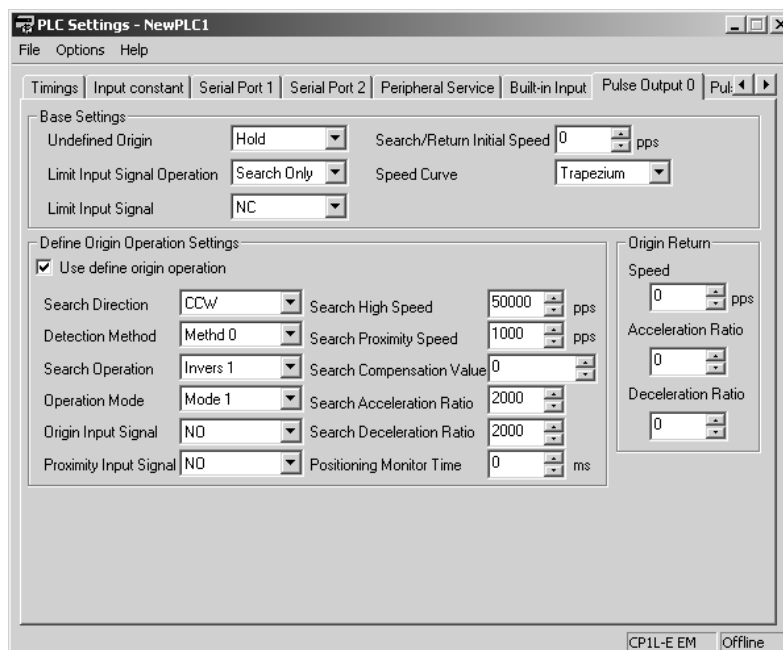 PLC Settings - NewPLC1
File Options Help
Timings Input constant Serial Port 1 Serial Port 2 Peripheral Service Built-in Input Pulse Output 0 Pul
Base Settings
Undefined Origin Hold Search/Return Initial Speed 0 pps
Limit Input Signal Operation Search Only Speed Curve Trapezium
Limit Input Signal NC
Define Origin Operation Settings
Use define origin operation
Search Direction CCW Search High Speed 50000 pps
Detection Method Methd 0 Search Proximity Speed 1000 pps
Search Operation Invers 1 Search Compensation Value 0
Operation Mode Mode 1 Search Acceleration Ratio 2000
Origin Input Signal NO Search Deceleration Ratio 2000
Proximity Input Signal NO Positioning Monitor Time 0 ms
Origin Return
Speed
0 pps
Acceleration Ratio
0
Deceleration Ratio
0
CP1L-E EM Offline